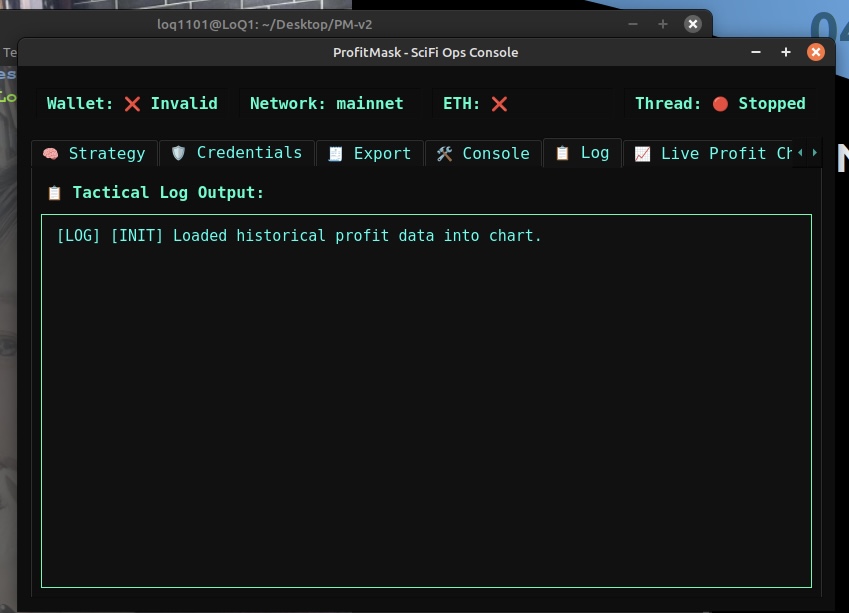 loq1101@LoQ1: ~/Desktop/PM-v2
ProfitMask - SciFi Ops Console
Wallet: ❌ Invalid Network: mainnet ETH: ❌ Thread: 🔴 Stopped
🧠 Strategy 🛡️ Credentials 🧾 Export 🛠️ Console 📋 Log 📈 Live Profit Ch
📋 Tactical Log Output:
[LOG] [INIT] Loaded historical profit data into chart.